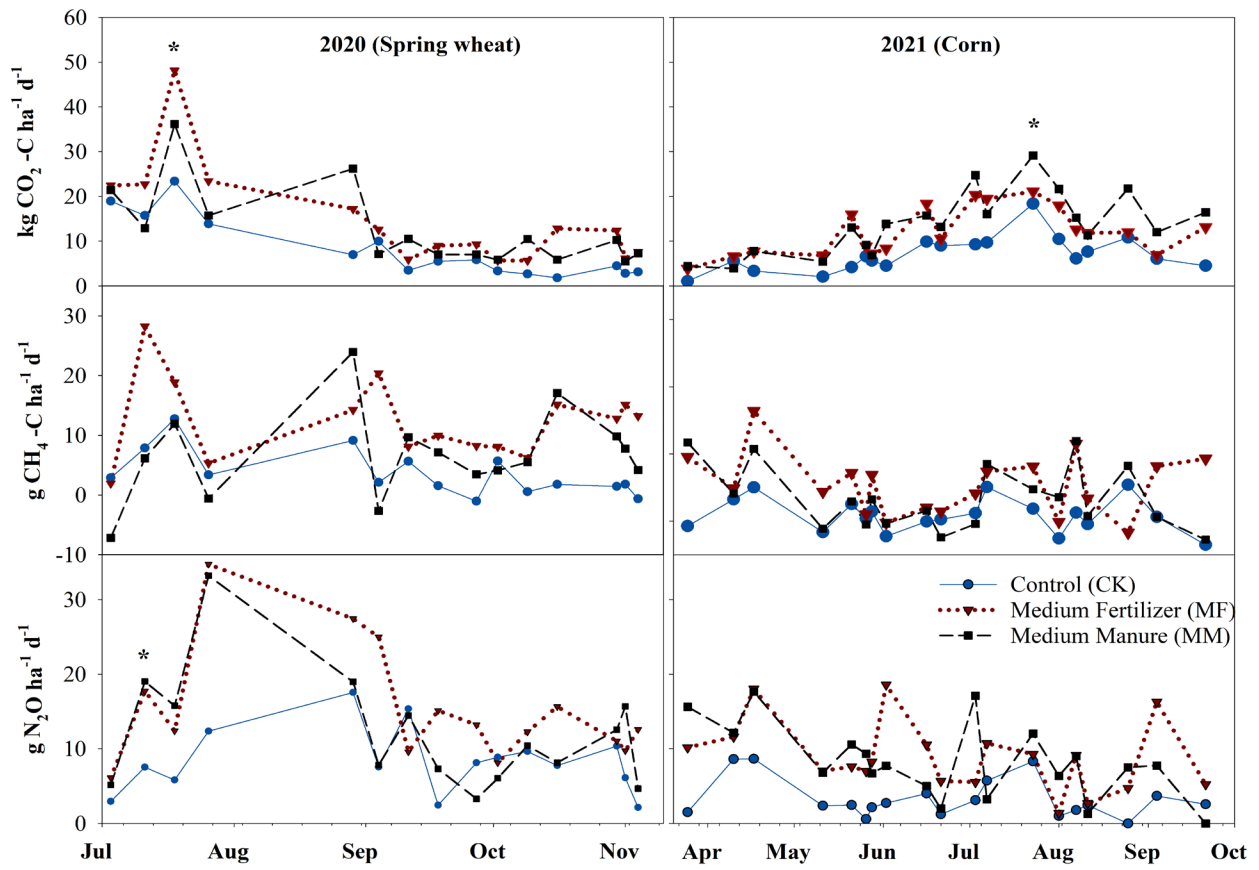 2020 (Spring wheat)
2021 (Corn)
kg CO₂ -C ha⁻¹ d⁻¹
60
50
40
30
20
10
0
*
*
g CH₄ -C ha⁻¹ d⁻¹
30
20
10
0
-10
g N₂O ha⁻¹ d⁻¹
30
20
10
0
*
Control (CK)
Medium Fertilizer (MF)
Medium Manure (MM)
Jul Aug Sep Oct Nov
Apr May Jun Jul Aug Sep Oct